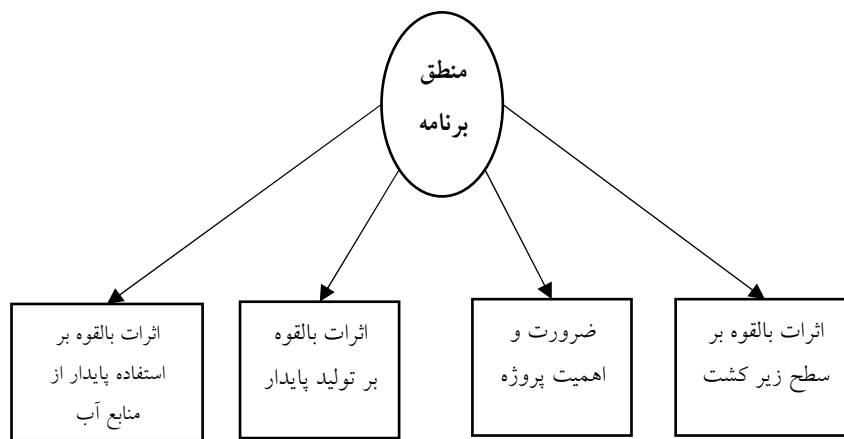 منطق
برنامه
اثرات بالقوه بر
سطح زیر کشت
ضرورت و
اهمیت پروژه
اثرات بالقوه
بر تولید پایدار
اثرات بالقوه بر
استفاده پایدار از
منابع آب